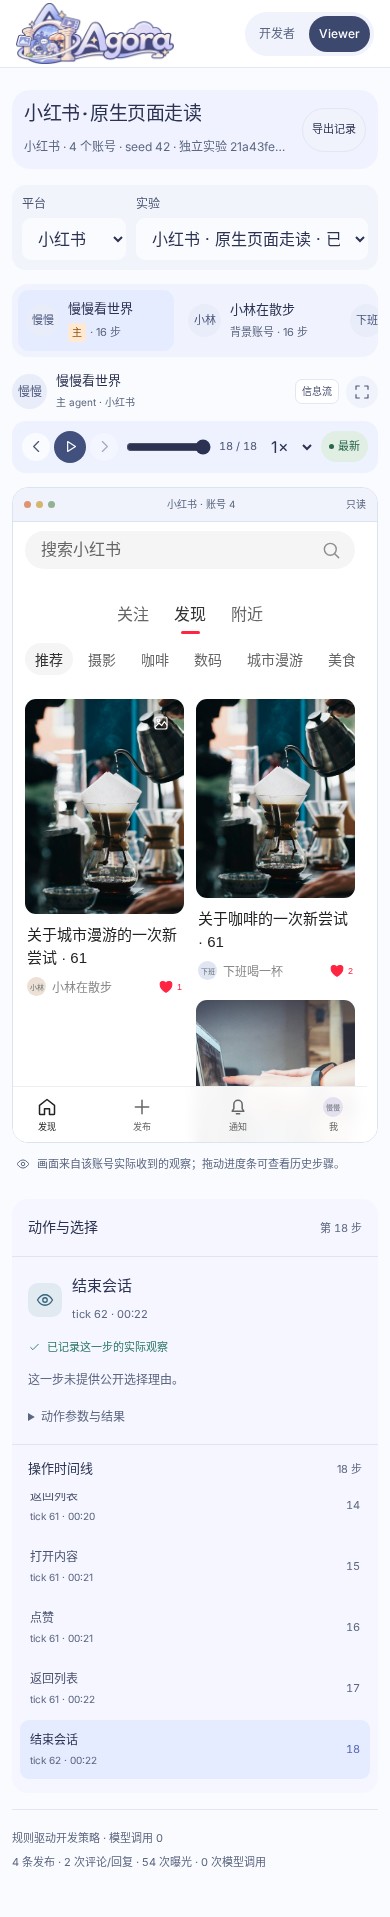 Agora
开发者
Viewer
小红书 · 原生页面走读
小红书 · 4 个账号 · seed 42 · 独立实验 21a43fe...
导出记录
平台
实验
小红书
小红书 · 原生页面走读 · 已
慢慢
慢慢看世界
主 · 16 步
小林
小林在散步
背景账号 · 16 步
下班
慢慢
慢慢看世界
主 agent · 小红书
信息流
18 / 18
1×
最新
小红书 · 账号 4
只读
搜索小红书
关注
发现
附近
推荐
摄影
咖啡
数码
城市漫游
美食
关于城市漫游的一次新
尝试 · 61
小林
小林在散步
1
关于咖啡的一次新尝试
· 61
下班
下班喝一杯
2
发现
发布
通知
慢慢
我
画面来自该账号实际收到的观察；拖动进度条可查看历史步骤。
动作与选择
第 18 步
结束会话
tick 62 · 00:22
已记录这一步的实际观察
这一步未提供公开选择理由。
动作参数与结果
操作时间线
18 步
返回列表
tick 61 · 00:20
14
打开内容
tick 61 · 00:21
15
点赞
tick 61 · 00:21
16
返回列表
tick 61 · 00:22
17
结束会话
tick 62 · 00:22
18
规则驱动开发策略 · 模型调用 0
4 条发布 · 2 次评论/回复 · 54 次曝光 · 0 次模型调用